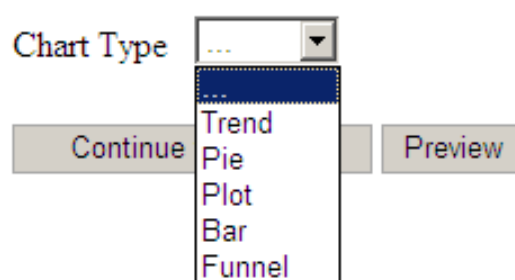 Chart Type ...
...
Trend
Continue
Pie
Preview
Plot
Bar
Funnel